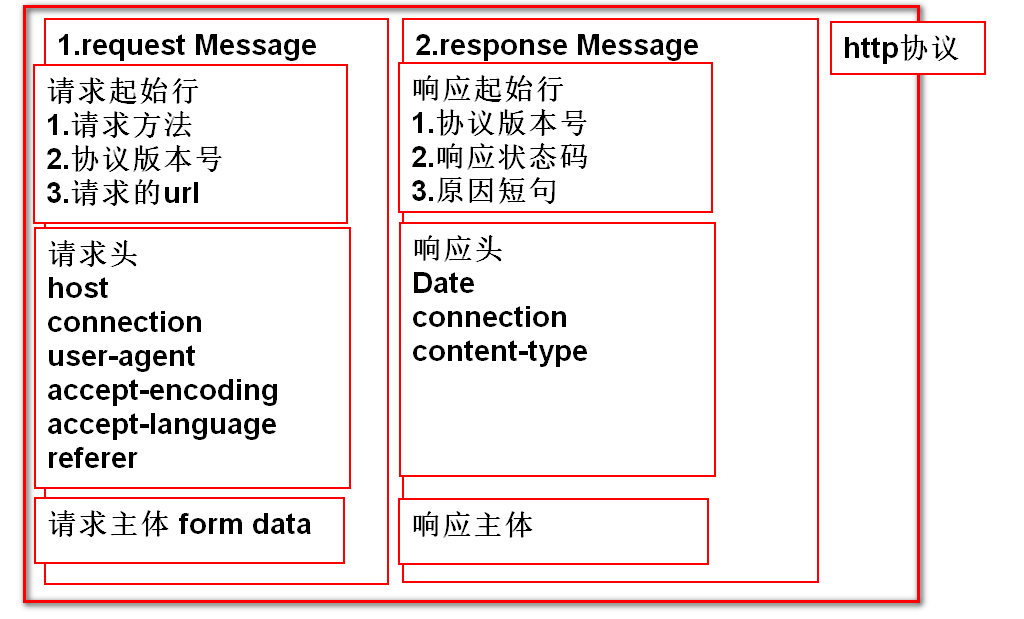 1.request Message
请求起始行
1.请求方法
2.协议版本号
3.请求的url
请求头
host
connection
user-agent
accept-encoding
accept-language
referer
请求主体 form data
2.response Message
响应起始行
1.协议版本号
2.响应状态码
3.原因短句
响应头
Date
connection
content-type
响应主体
http协议